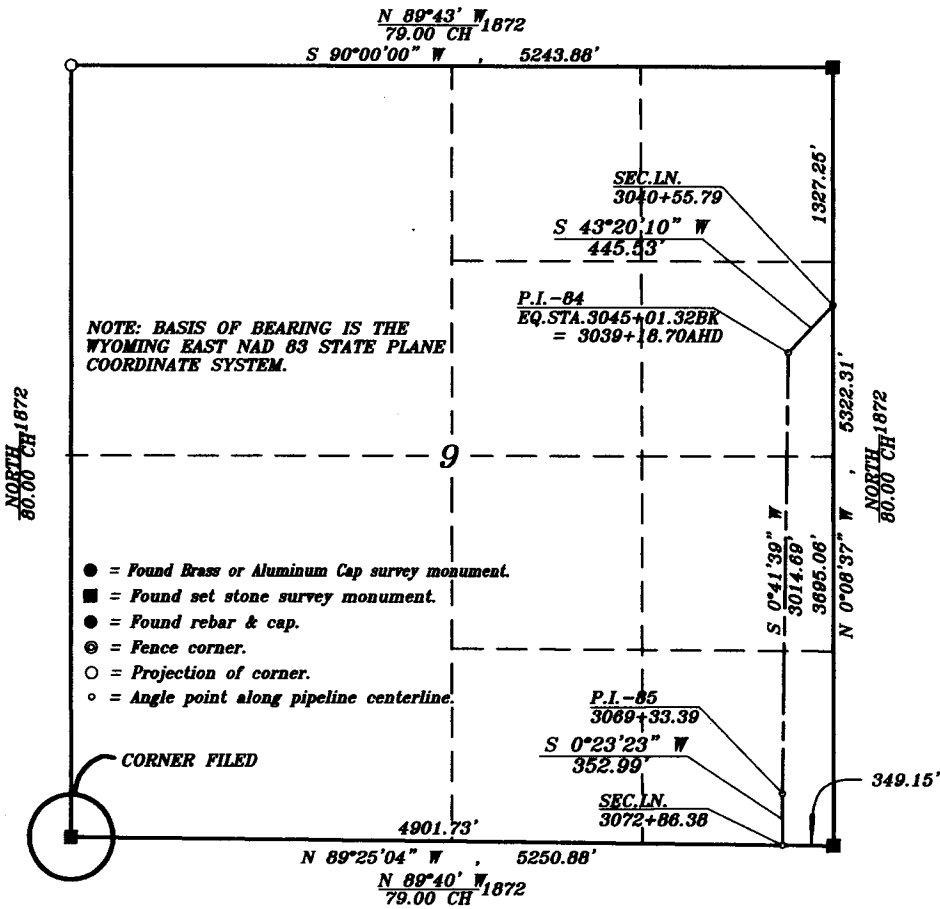 N 89°43' W
79.00 CH 1872
S 90°00'00" W , 5243.88'
SEC.LN.
3040+55.79
1327.25'
S 43°20'10" W
445.53'
P.I.-84
EQ.STA.3045+01.32BK
= 3039+18.70AHD
NOTE: BASIS OF BEARING IS THE
WYOMING EAST NAD 83 STATE PLANE
COORDINATE SYSTEM.
NORTH
80.00 CH 1872
9
N 0°08'37" W , 5322.31'
NORTH
80.00 CH 1872
S 0°41'39" W
3014.69'
3695.06'
● = Found Brass or Aluminum Cap survey monument.
■ = Found set stone survey monument.
● = Found rebar & cap.
◎ = Fence corner.
○ = Projection of corner.
○ = Angle point along pipeline centerline.
P.I.-85
3069+33.39
S 0°23'23" W
352.99'
CORNER FILED
349.15'
SEC.LN.
3072+86.38
4901.73'
N 89°25'04" W , 5250.88'
N 89°40' W
79.00 CH 1872